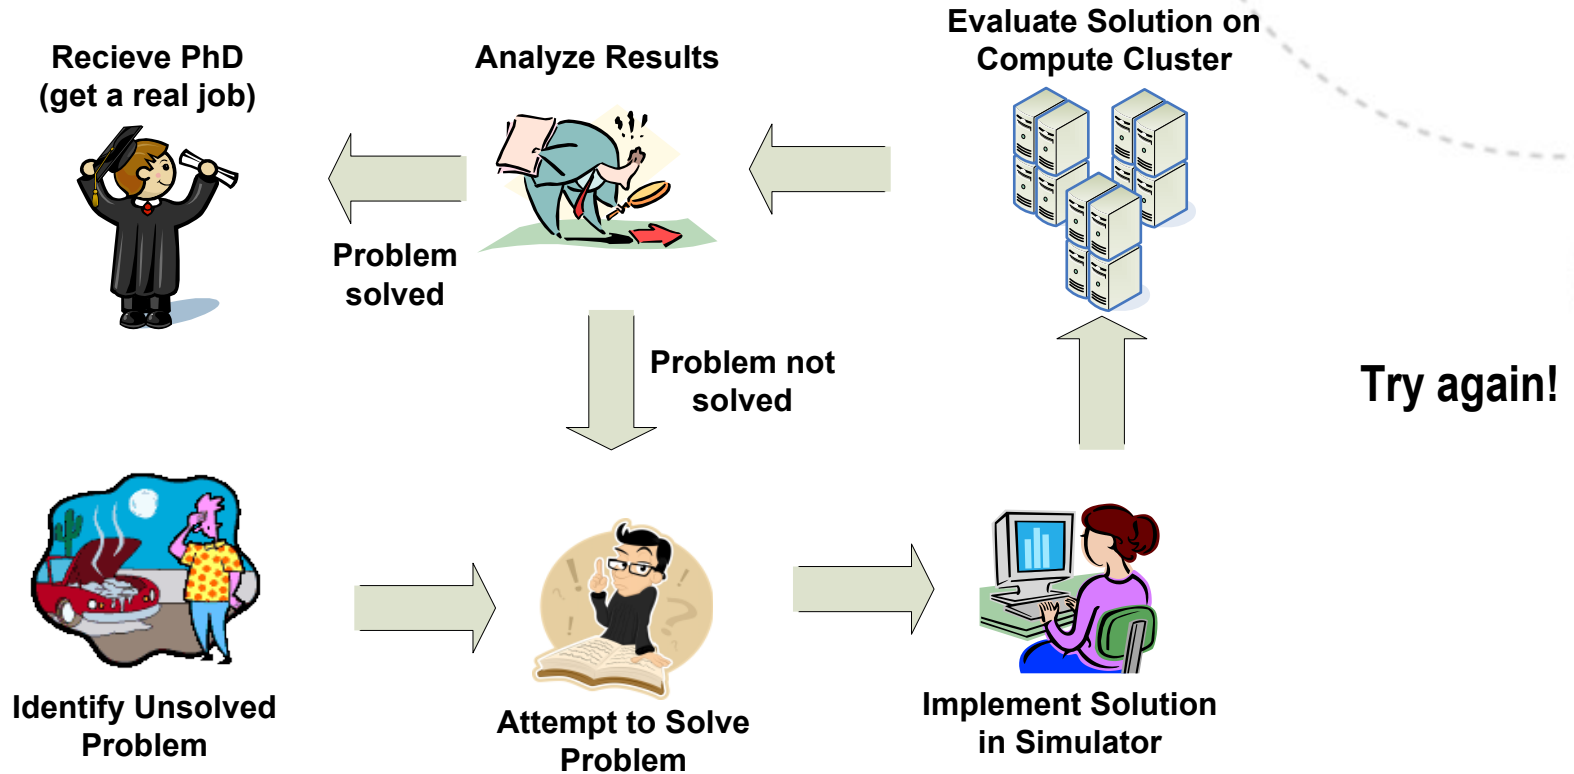 Recieve PhD
(get a real job)
Analyze Results
Evaluate Solution on
Compute Cluster
Problem
solved
Problem not
solved
Try again!
Identify Unsolved
Problem
Attempt to Solve
Problem
Implement Solution
in Simulator